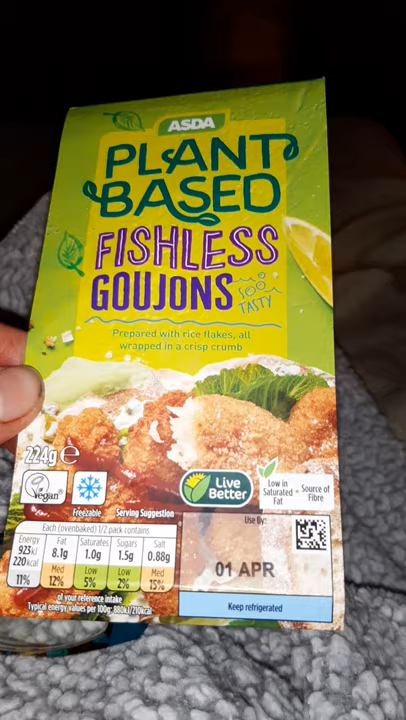 ASDA
PLANT
BASED
FISHLESS
GOUJONS
SOO
TASTY
Prepared with rice flakes, all
wrapped in a crisp crumb
224g e
Vegan
Freezable
Serving Suggestion
Live
Better
Low in
Saturated
Fat
Source of
Fibre
Each (ovenbaked) 1/2 pack contains
Energy Fat Saturates Sugars Salt
923kJ 8.1g 1.0g 1.5g 0.88g
220kcal
Med Low Low Med
11% 12% 5% 2% 15%
of your reference intake
Typical energy values per 100g: 880kJ/210kcal
Use By:
01 APR
Keep refrigerated